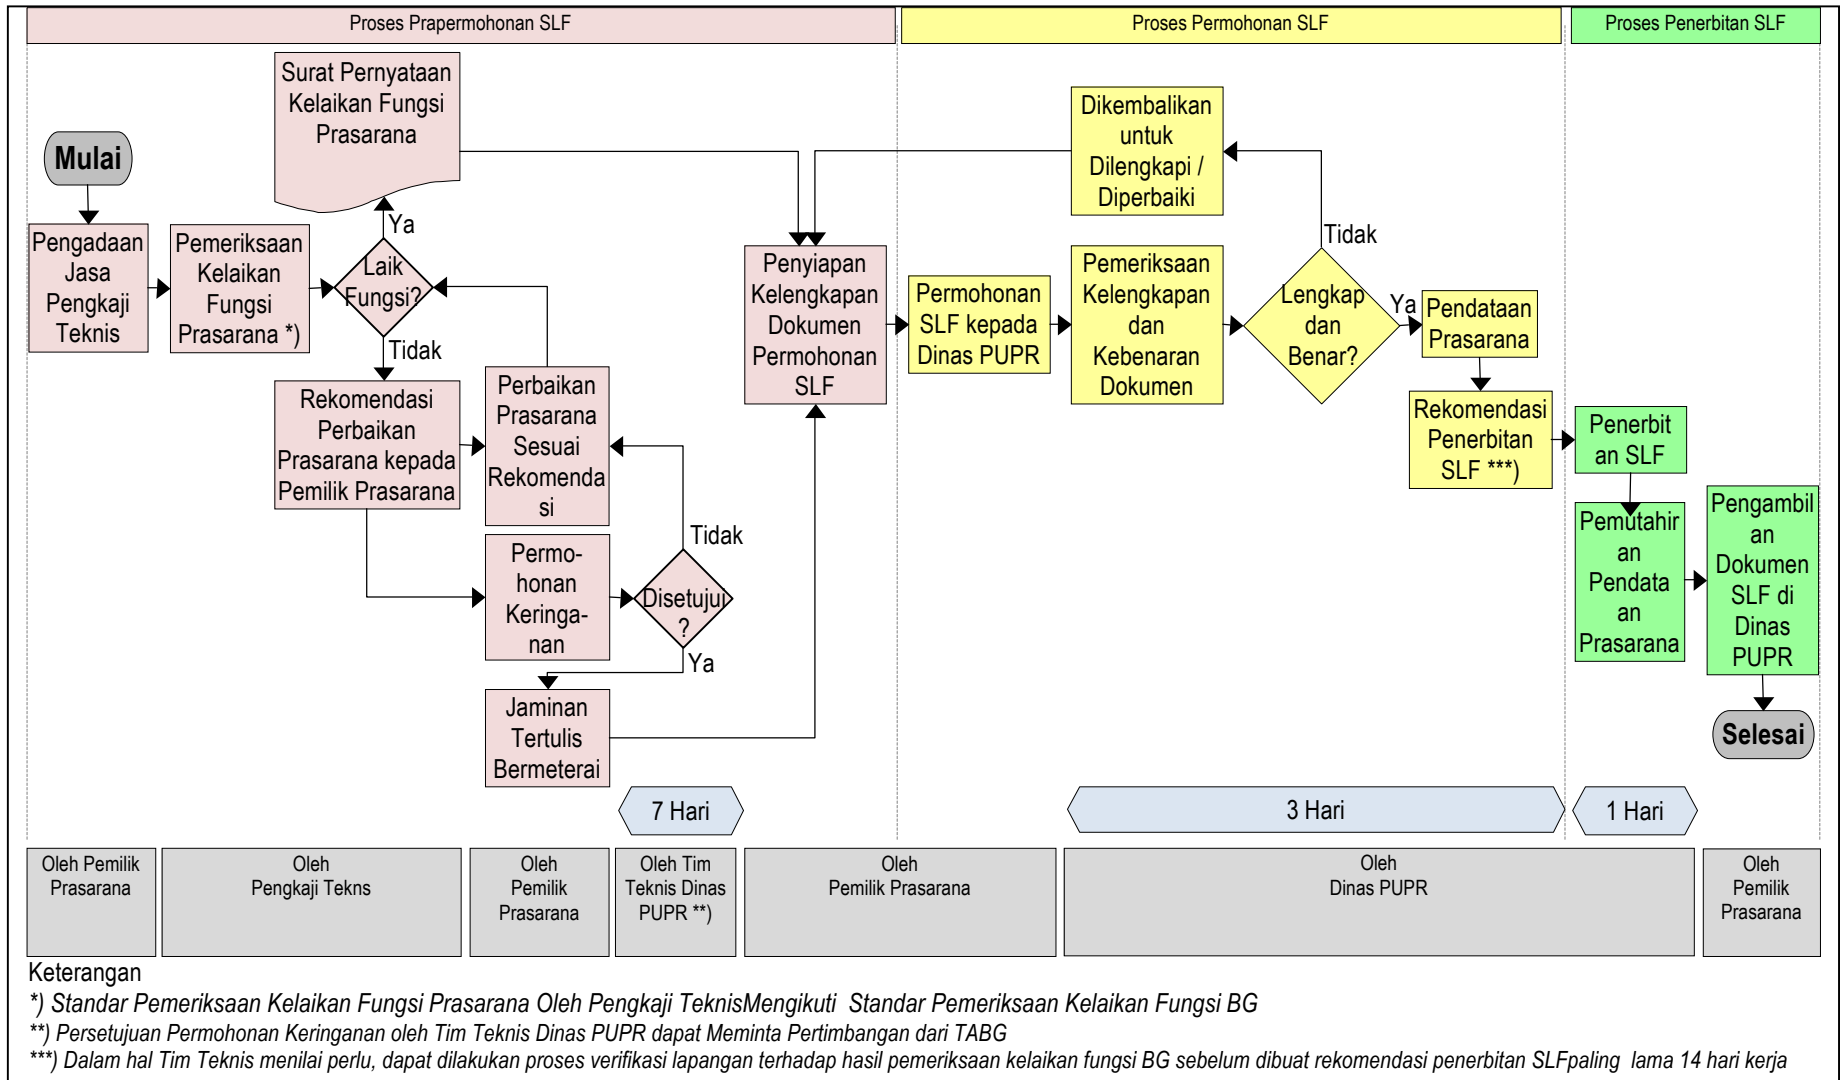 Proses Prapermohonan SLF
Proses Permohonan SLF
Proses Penerbitan SLF
Surat Pernyataan
Kelaikan Fungsi
Prasarana
Mulai
Ya
Pengadaan
Jasa
Pengkaji
Teknis
Pemeriksaan
Kelaikan
Fungsi
Prasarana *)
Laik
Fungsi?
Tidak
Rekomendasi
Perbaikan
Prasarana kepada
Pemilik Prasarana
Perbaikan
Prasarana
Sesuai
Rekomenda
si
Permo-
honan
Keringa-
nan
Tidak
Disetujui
?
Ya
Jaminan
Tertulis
Bermeterai
Penyiapan
Kelengkapan
Dokumen
Permohonan
SLF
Dikembalikan
untuk
Dilengkapi /
Diperbaiki
Permohonan
SLF kepada
Dinas PUPR
Pemeriksaan
Kelengkapan
dan
Kebenaran
Dokumen
Tidak
Lengkap
dan
Benar?
Ya
Pendataan
Prasarana
Rekomendasi
Penerbitan
SLF ***)
Penerbit
an SLF
Pemutahir
an
Pendata
an
Prasarana
Pengambil
an
Dokumen
SLF di
Dinas
PUPR
Selesai
7 Hari
3 Hari
1 Hari
Oleh Pemilik
Prasarana
Oleh
Pengkaji Tekns
Oleh
Pemilik
Prasarana
Oleh Tim
Teknis Dinas
PUPR **)
Oleh
Pemilik Prasarana
Oleh
Dinas PUPR
Oleh
Pemilik
Prasarana
Keterangan
*) Standar Pemeriksaan Kelaikan Fungsi Prasarana Oleh Pengkaji TeknisMengikuti Standar Pemeriksaan Kelaikan Fungsi BG
**) Persetujuan Permohonan Keringanan oleh Tim Teknis Dinas PUPR dapat Meminta Pertimbangan dari TABG
***) Dalam hal Tim Teknis menilai perlu, dapat dilakukan proses verifikasi lapangan terhadap hasil pemeriksaan kelaikan fungsi BG sebelum dibuat rekomendasi penerbitan SLFpaling lama 14 hari kerja